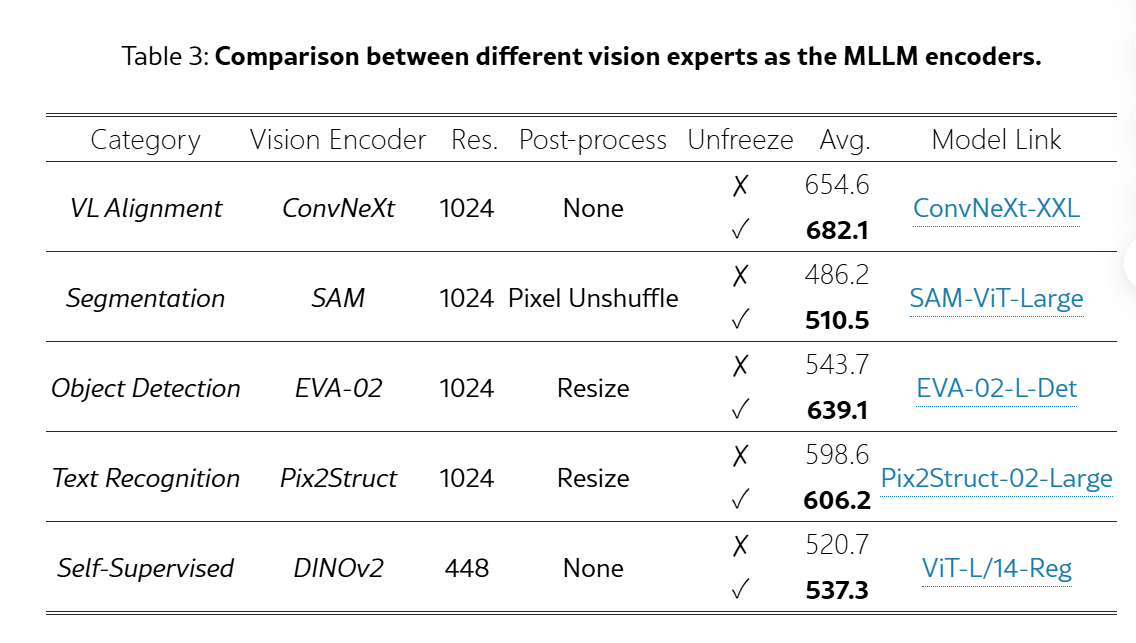 Table 3: Comparison between different vision experts as the MLLM encoders.
Category Vision Encoder Res. Post-process Unfreeze Avg. Model Link
VL Alignment ConvNeXt 1024 None ✗ 654.6 ConvNeXt-XXL
✓ 682.1
Segmentation SAM 1024 Pixel Unshuffle ✗ 486.2 SAM-ViT-Large
✓ 510.5
Object Detection EVA-02 1024 Resize ✗ 543.7 EVA-02-L-Det
✓ 639.1
Text Recognition Pix2Struct 1024 Resize ✗ 598.6 Pix2Struct-02-Large
✓ 606.2
Self-Supervised DINOv2 448 None ✗ 520.7 ViT-L/14-Reg
✓ 537.3